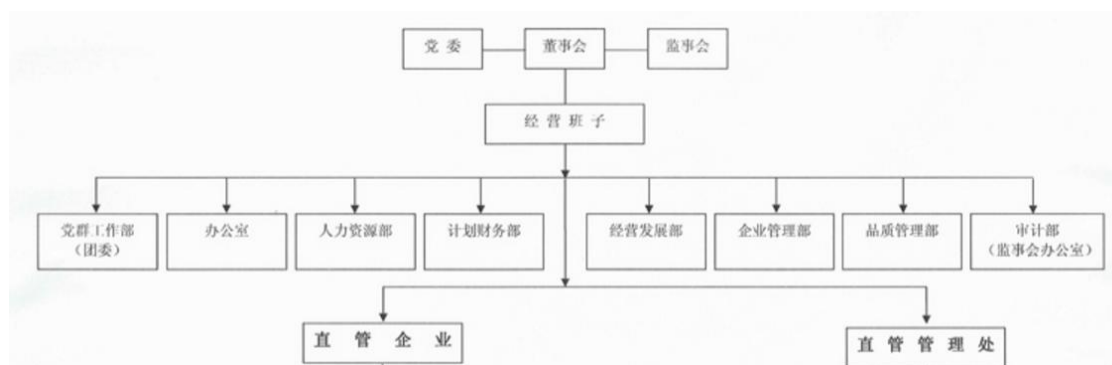 党委
董事会
监事会
经营班子
党群工作部
（团委）
办公室
人力资源部
计划财务部
经营发展部
企业管理部
品质管理部
审计部
（监事会办公室）
直管企业
直管管理处